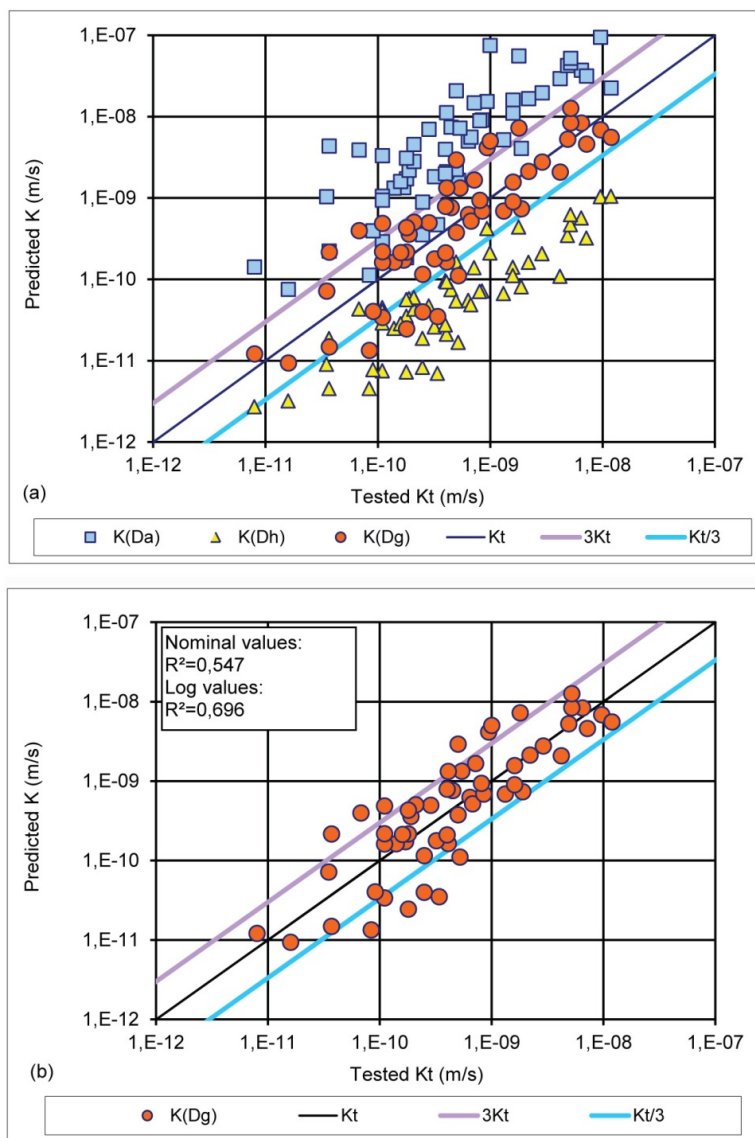 1,E-07
1,E-08
1,E-09
1,E-10
1,E-11
1,E-12
Predicted K (m/s)
1,E-12 1,E-11 1,E-10 1,E-09 1,E-08 1,E-07
(a)
Tested Kt (m/s)
K(Da) K(Dh) K(Dg) Kt 3Kt Kt/3
Nominal values:
R²=0,547
Log values:
R²=0,696
1,E-07
1,E-08
1,E-09
1,E-10
1,E-11
1,E-12
Predicted K (m/s)
1,E-12 1,E-11 1,E-10 1,E-09 1,E-08 1,E-07
Tested Kt (m/s)
(b)
K(Dg) Kt 3Kt Kt/3